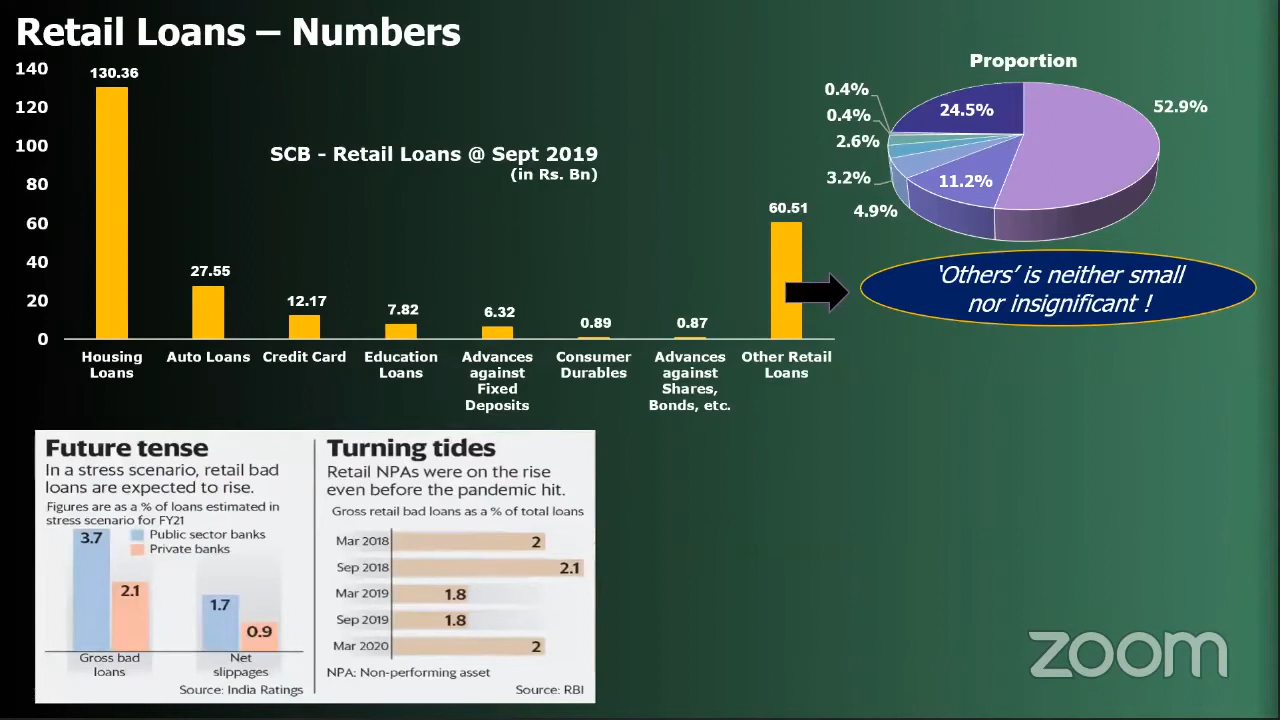 Retail Loans – Numbers
140
120
100
80
60
40
20
0
130.36
27.55
12.17
7.82
6.32
0.89
0.87
60.51
SCB - Retail Loans @ Sept 2019
(in Rs. Bn)
Housing
Loans
Auto Loans
Credit Card
Education
Loans
Advances
against
Fixed
Deposits
Consumer
Durables
Advances
against
Shares,
Bonds, etc.
Other Retail
Loans
Proportion
0.4%
0.4%
2.6%
3.2%
4.9%
11.2%
24.5%
52.9%
‘Others’ is neither small
nor insignificant !
Future tense
In a stress scenario, retail bad
loans are expected to rise.
Figures are as a % of loans estimated in
stress scenario for FY21
Public sector banks
Private banks
3.7
2.1
1.7
0.9
Gross bad
loans
Net
slippages
Source: India Ratings
Turning tides
Retail NPAs were on the rise
even before the pandemic hit.
Gross retail bad loans as a % of total loans
Mar 2018 2
Sep 2018 2.1
Mar 2019 1.8
Sep 2019 1.8
Mar 2020 2
NPA: Non-performing asset
Source: RBI
zoom